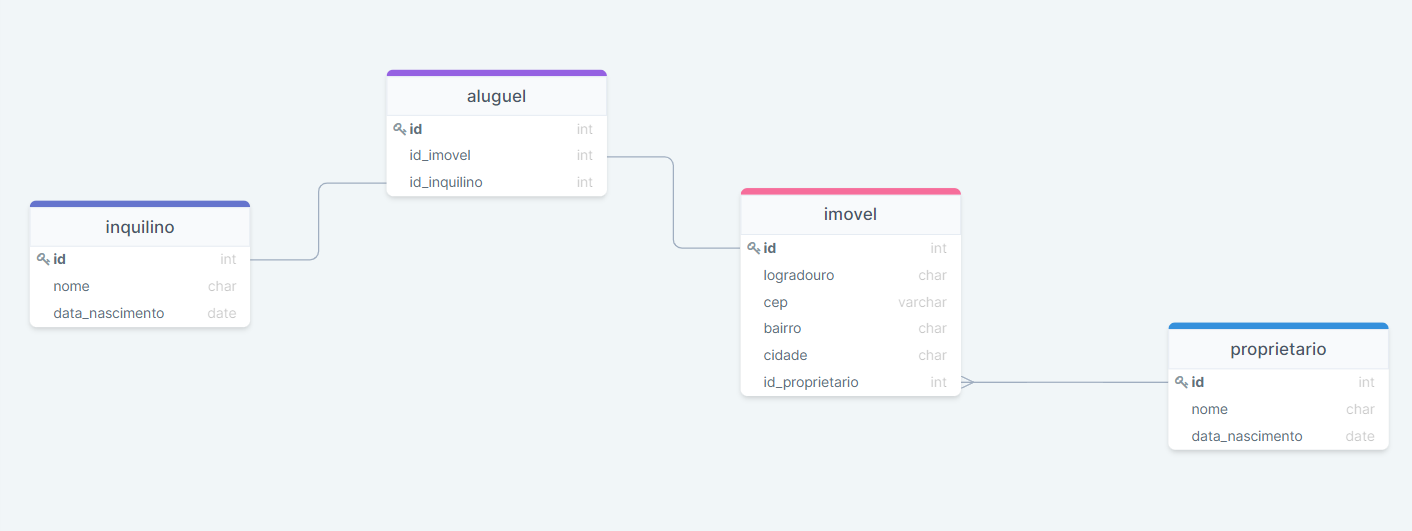 aluguel
id int
id_imovel int
id_inquilino int
inquilino
id int
nome char
data_nascimento date
imovel
id int
logradouro char
cep varchar
bairro char
cidade char
id_proprietario int
proprietario
id int
nome char
data_nascimento date